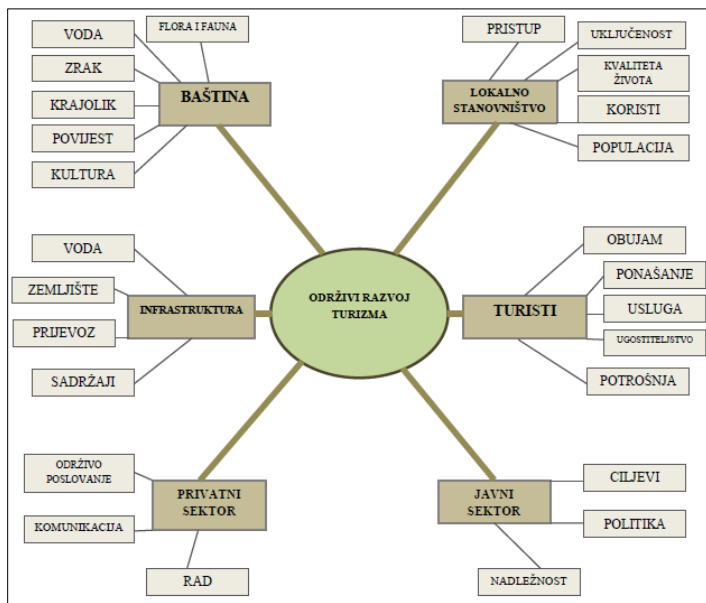 FLORA I FAUNA
VODA
ZRAK
KRAJOLIK
POVIJEST
KULTURA
BAŠTINA
PRISTUP
UKLJUČENOST
KVALITETA
ŽIVOTA
KORISTI
POPULACIJA
LOKALNO
STANOVNIŠTVO
VODA
ZEMLJIŠTE
PRIJEVOZ
SADRŽAJI
INFRASTRUKTURA
ODRŽIVI RAZVOJ
TURIZMA
TURISTI
OBUJAM
PONAŠANJE
USLUGA
UGOSTITELJSTVO
POTROŠNJA
ODRŽIVO
POSLOVANJE
KOMUNIKACIJA
RAD
PRIVATNI
SEKTOR
JAVNI
SEKTOR
CILJEVI
POLITIKA
NADLEŽNOST